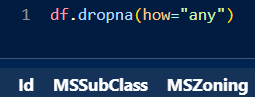 1 df.dropna(how="any")
Id MSSubClass MSZoning